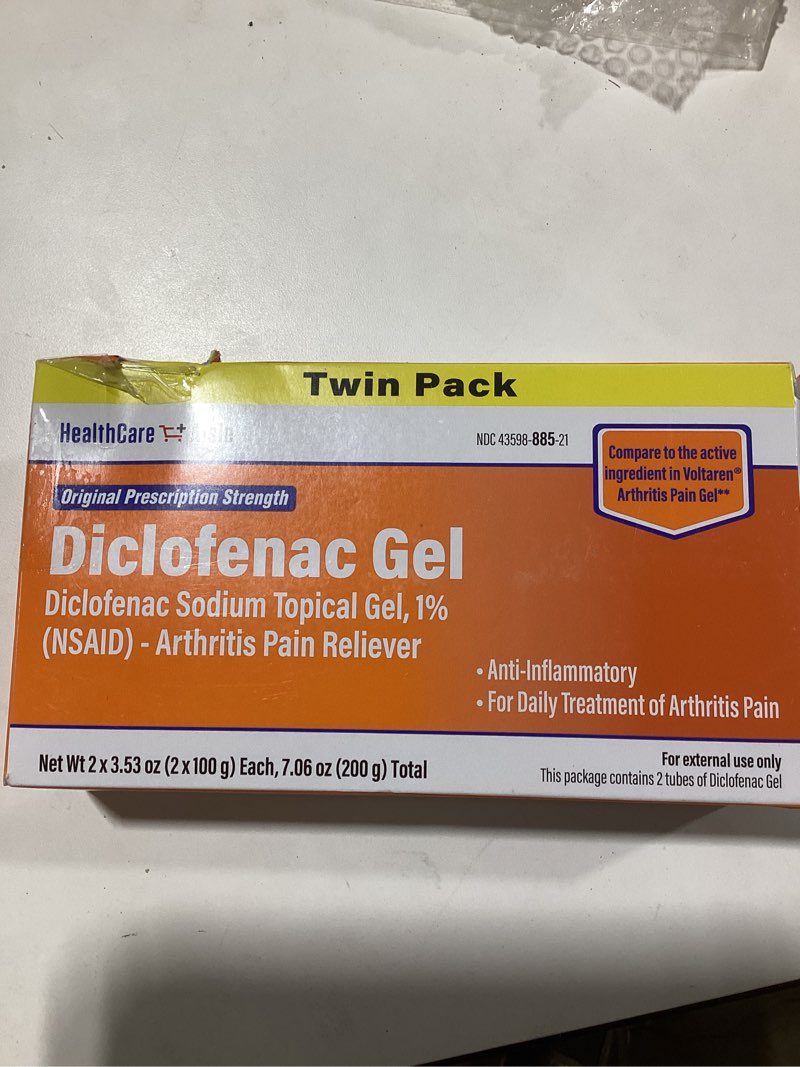 Twin Pack
HealthCare Aisle
NDC 43598-885-21
Compare to the active
ingredient in Voltaren®
Arthritis Pain Gel**
Original Prescription Strength
Diclofenac Gel
Diclofenac Sodium Topical Gel, 1%
(NSAID) - Arthritis Pain Reliever
• Anti-Inflammatory
• For Daily Treatment of Arthritis Pain
Net Wt 2 x 3.53 oz (2 x 100 g) Each, 7.06 oz (200 g) Total
For external use only
This package contains 2 tubes of Diclofenac Gel